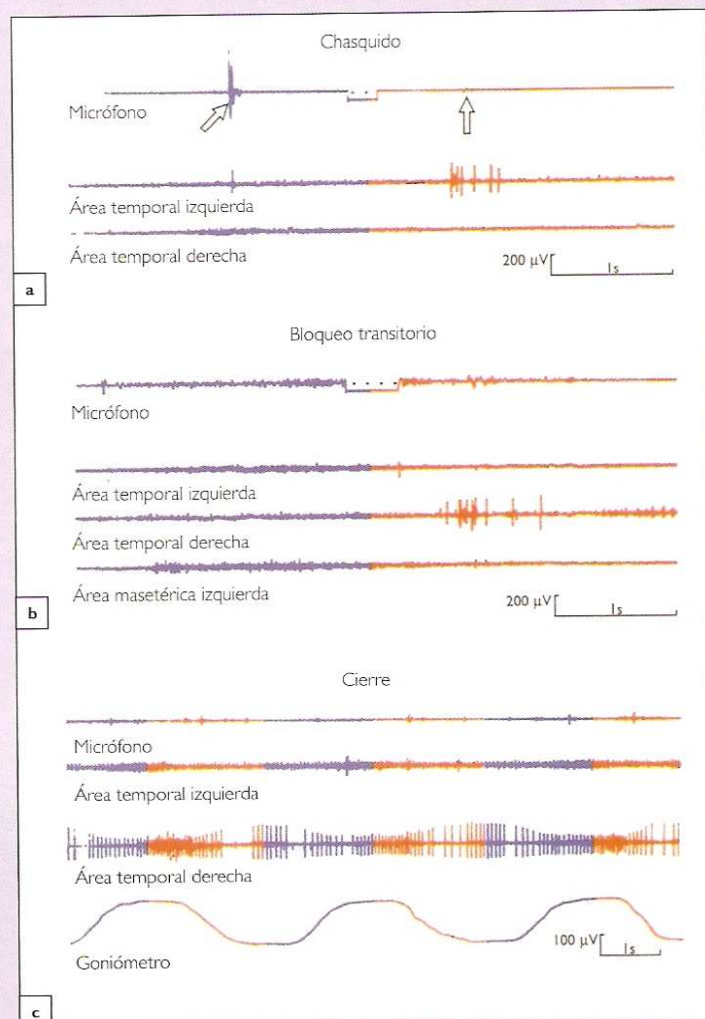 Chasquido
Micrófono
Área temporal izquierda
Área temporal derecha
200 µV
1s
a
Bloqueo transitorio
Micrófono
Área temporal izquierda
Área temporal derecha
Área masetérica izquierda
200 µV
1s
b
Cierre
Micrófono
Área temporal izquierda
Área temporal derecha
100 µV
1s
Goniómetro
c